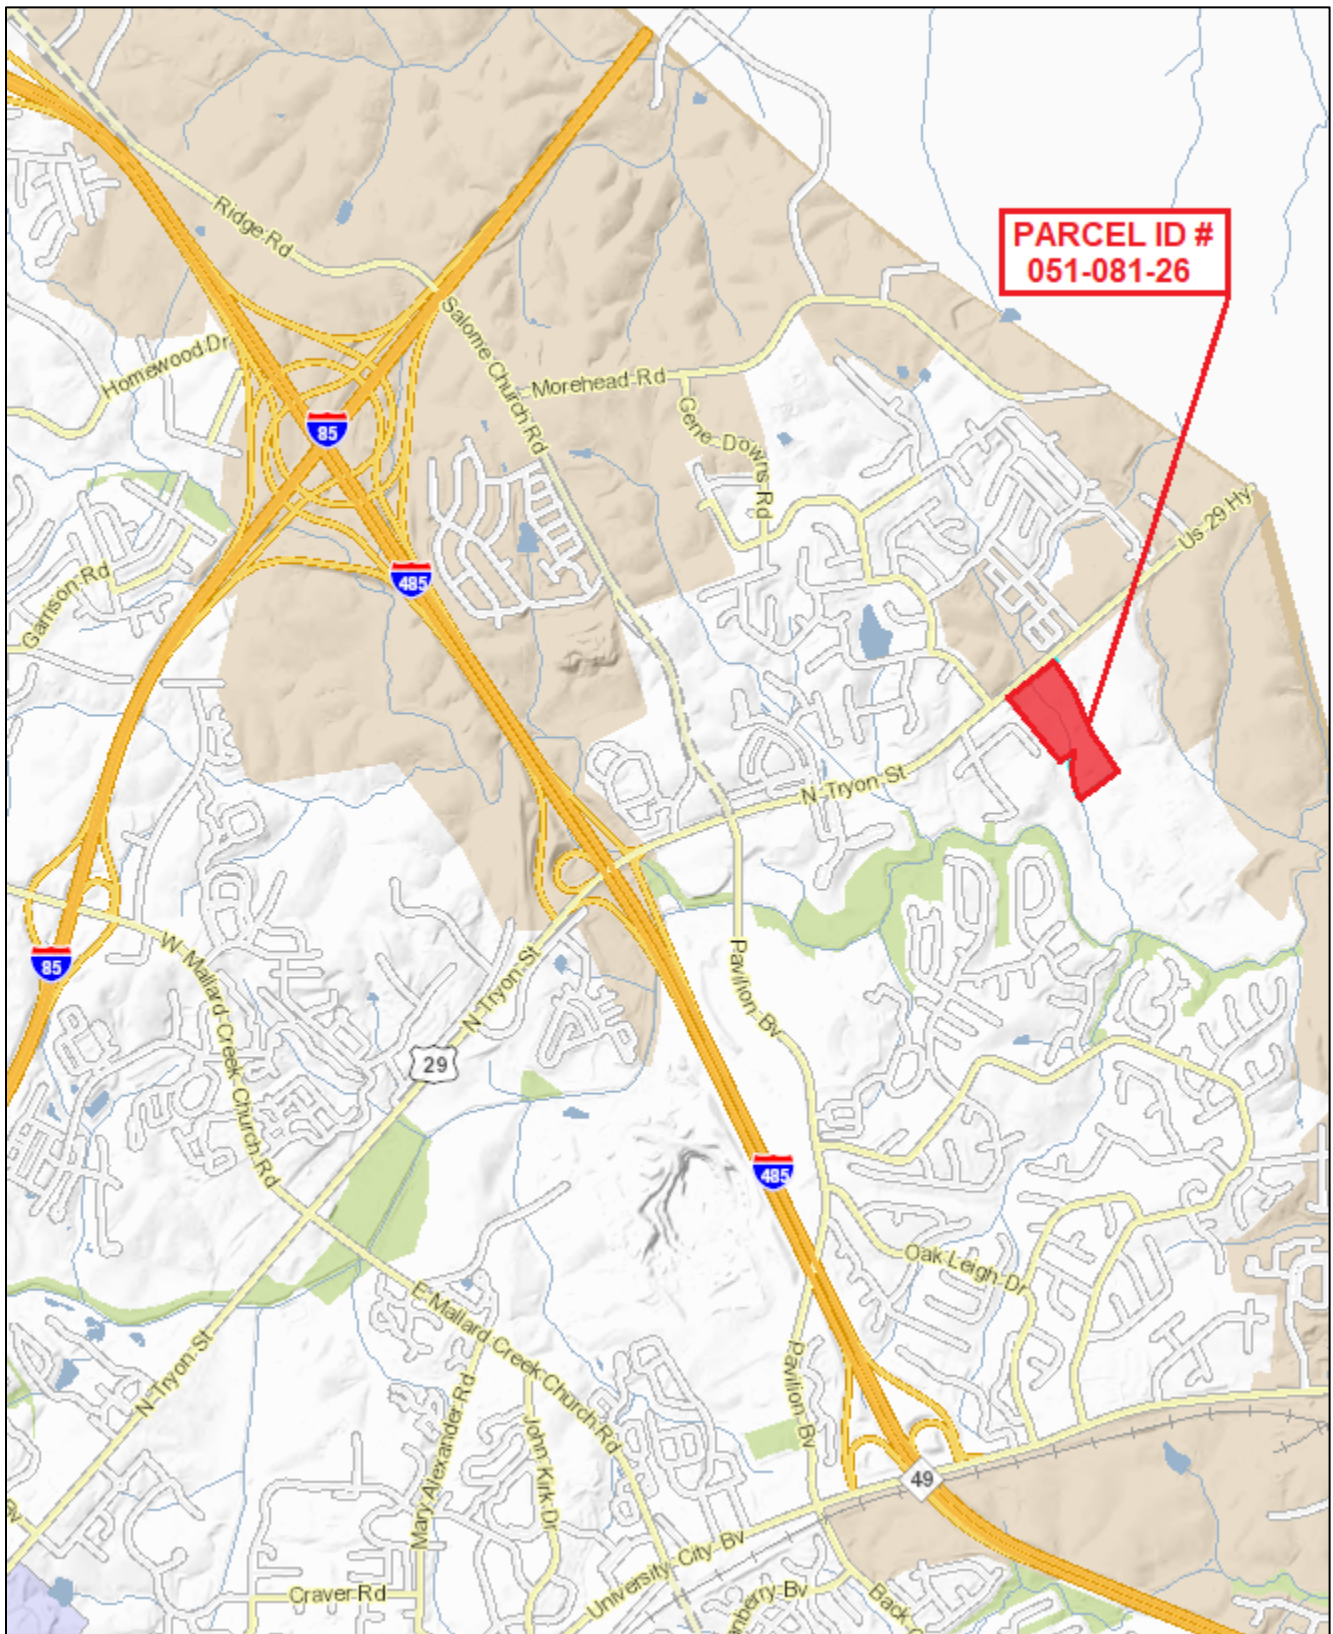 PARCEL ID #
051-081-26
Ridge Rd
Salome Church Rd
Homewood Dr
Morehead Rd
Gene Downs Rd
85
Us 29 Hy
485
Garrison Rd
N Tryon St
85
W Mallard Creek Church Rd
N Tryon St
Pavilion Bv
29
485
Oak Leigh Dr
E Mallard Creek Church Rd
N Tryon St
Pavilion Bv
Mary Alexander Rd
John Kirk Dr
49
Bv
University City Bv
Craver Rd
Bv
Back